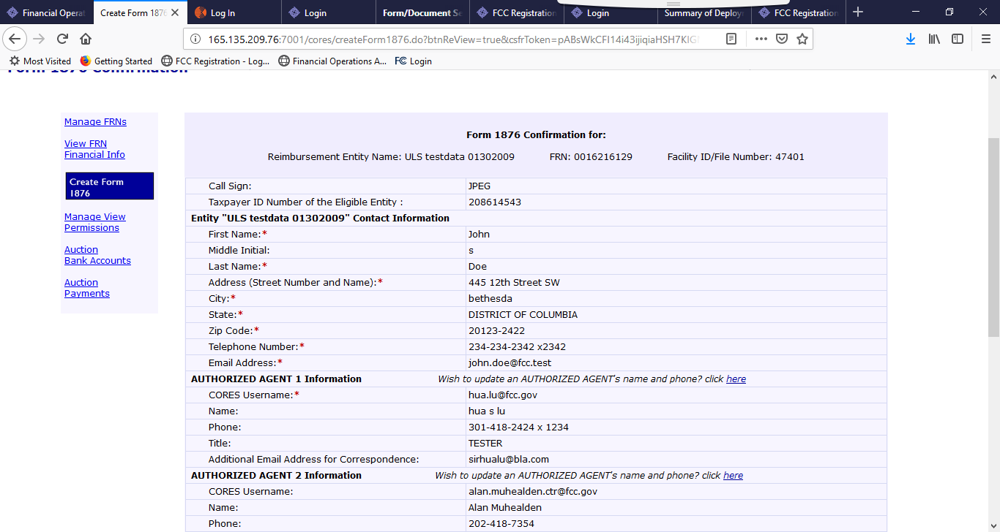 Financial Operat
Create Form 1876
Log In
Login
Form/Document Se
FCC Registration
Login
Summary of Deploy
FCC Registration
165.135.209.76:7001/cores/createForm1876.do?btnReView=true&csfrToken=
Most Visited
Getting Started
FCC Registration - Log...
Financial Operations A...
FC Login
Form 1876 Confirmation
Manage FRNs
View FRN
Financial Info
Create Form
1876
Manage View
Permissions
Auction
Bank Accounts
Auction
Payments
Form 1876 Confirmation for:
Reimbursement Entity Name: ULS testdata 01302009 FRN: 0016216129 Facility ID/File Number: 47401
Call Sign: JPEG
Taxpayer ID Number of the Eligible Entity : 208614543
Entity "ULS testdata 01302009" Contact Information
First Name:* John
Middle Initial: s
Last Name:* Doe
Address (Street Number and Name):* 445 12th Street SW
City:* bethesda
State:* DISTRICT OF COLUMBIA
Zip Code:* 20123-2422
Telephone Number:* 234-234-2342 x2342
Email Address:* john.doe@fcc.test
AUTHORIZED AGENT 1 Information Wish to update an AUTHORIZED AGENT's name and phone? click here
CORES Username:* hua.lu@fcc.gov
Name: hua s lu
Phone: 301-418-2424 x 1234
Title: TESTER
Additional Email Address for Correspondence: sirhualu@bla.com
AUTHORIZED AGENT 2 Information Wish to update an AUTHORIZED AGENT's name and phone? click here
CORES Username: alan.muhealden.ctr@fcc.gov
Name: Alan Muhealden
Phone: 202-418-7354